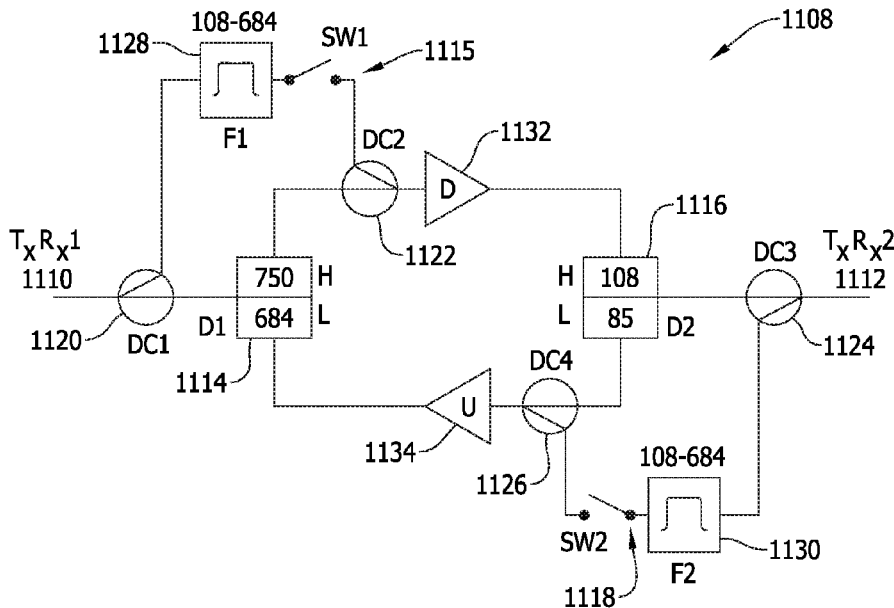 108-684
1128
SW1
1115
1108
F1
DC2
1132
D
1122
1116
TxRx1
1110
750 H
684 L
D1
H 108
L 85
D2
DC3
TxRx2
1112
1120
DC1
1114
1124
DC4
U
1134
1126
108-684
SW2
1118
F2
1130